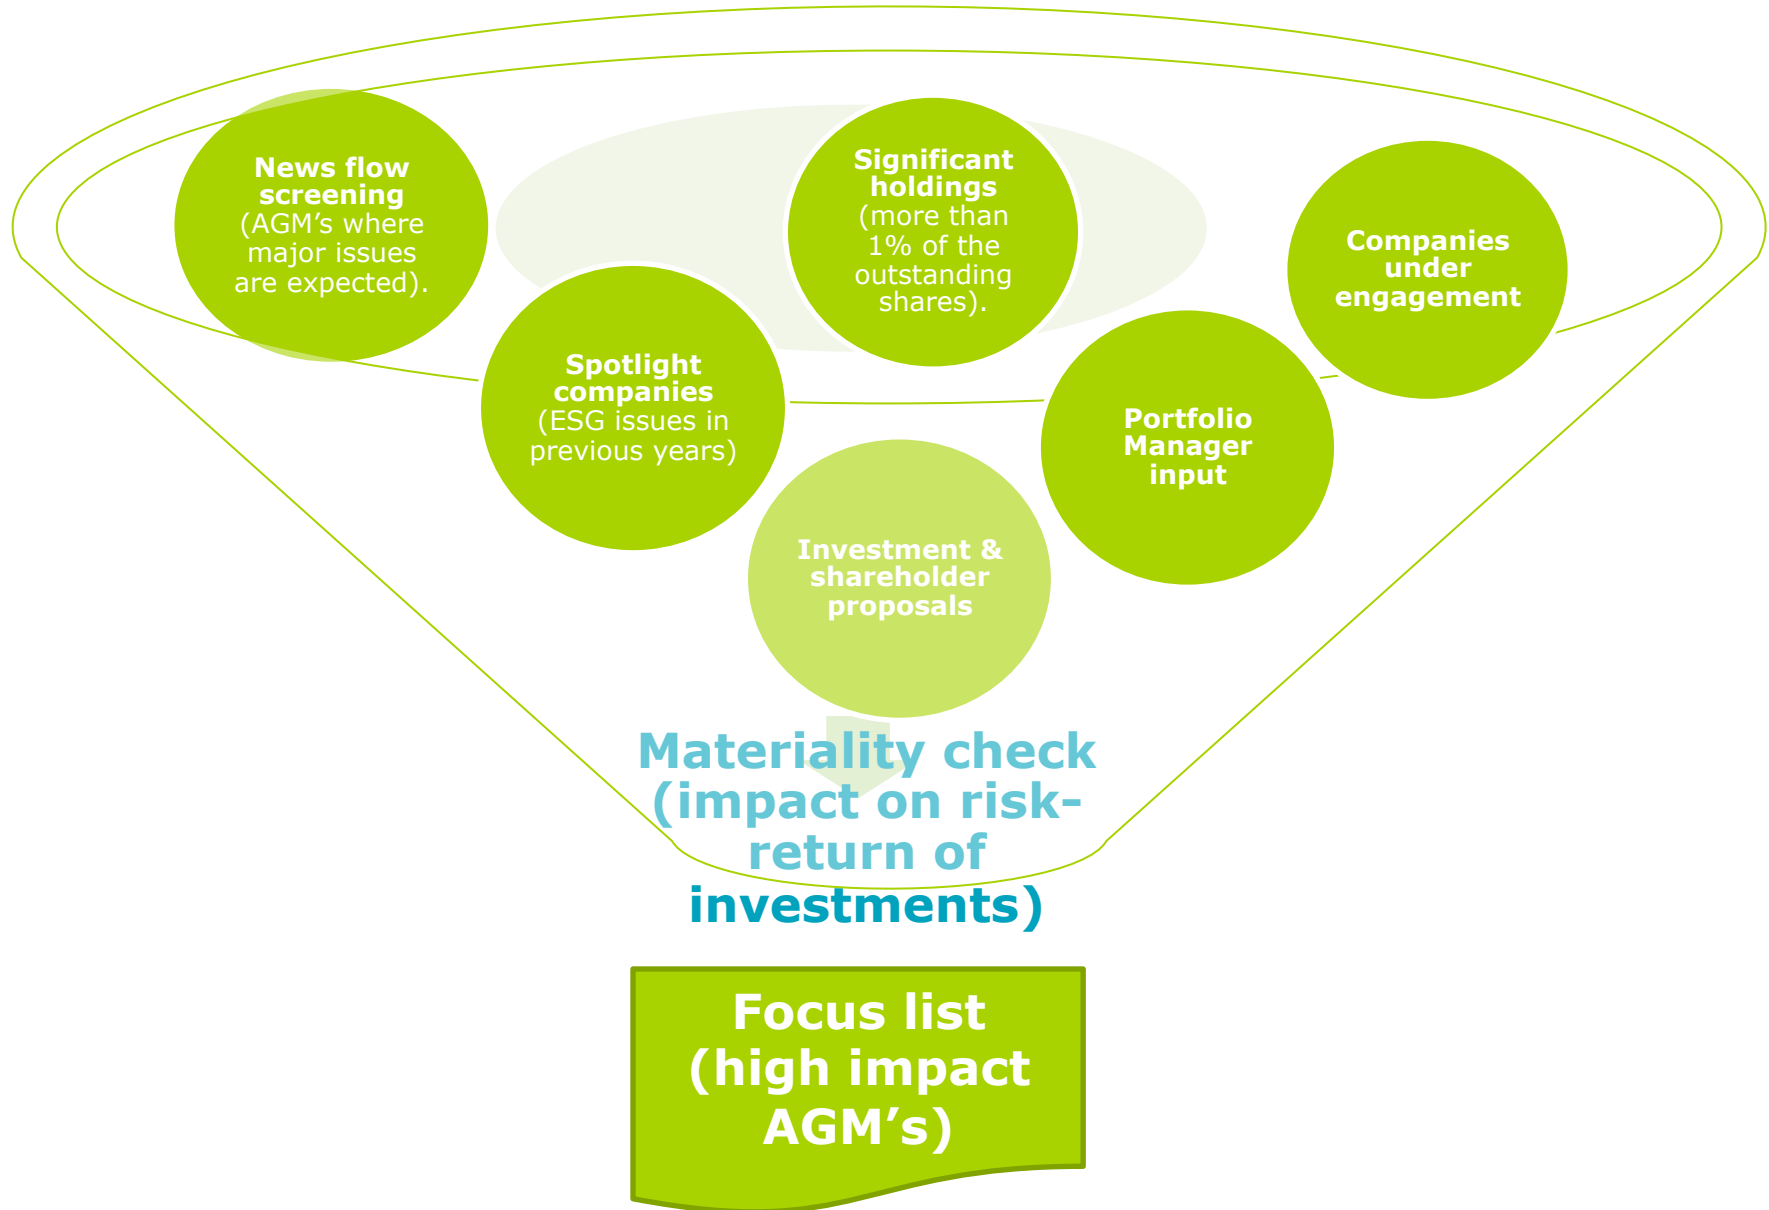 News flow
screening
(AGM’s where
major issues
are expected).
Significant
holdings
(more than
1% of the
outstanding
shares).
Companies
under
engagement
Spotlight
companies
(ESG issues in
previous years)
Portfolio
Manager
input
Investment &
shareholder
proposals
Materiality check
(impact on risk-
return of
investments)
Focus list
(high impact
AGM’s)